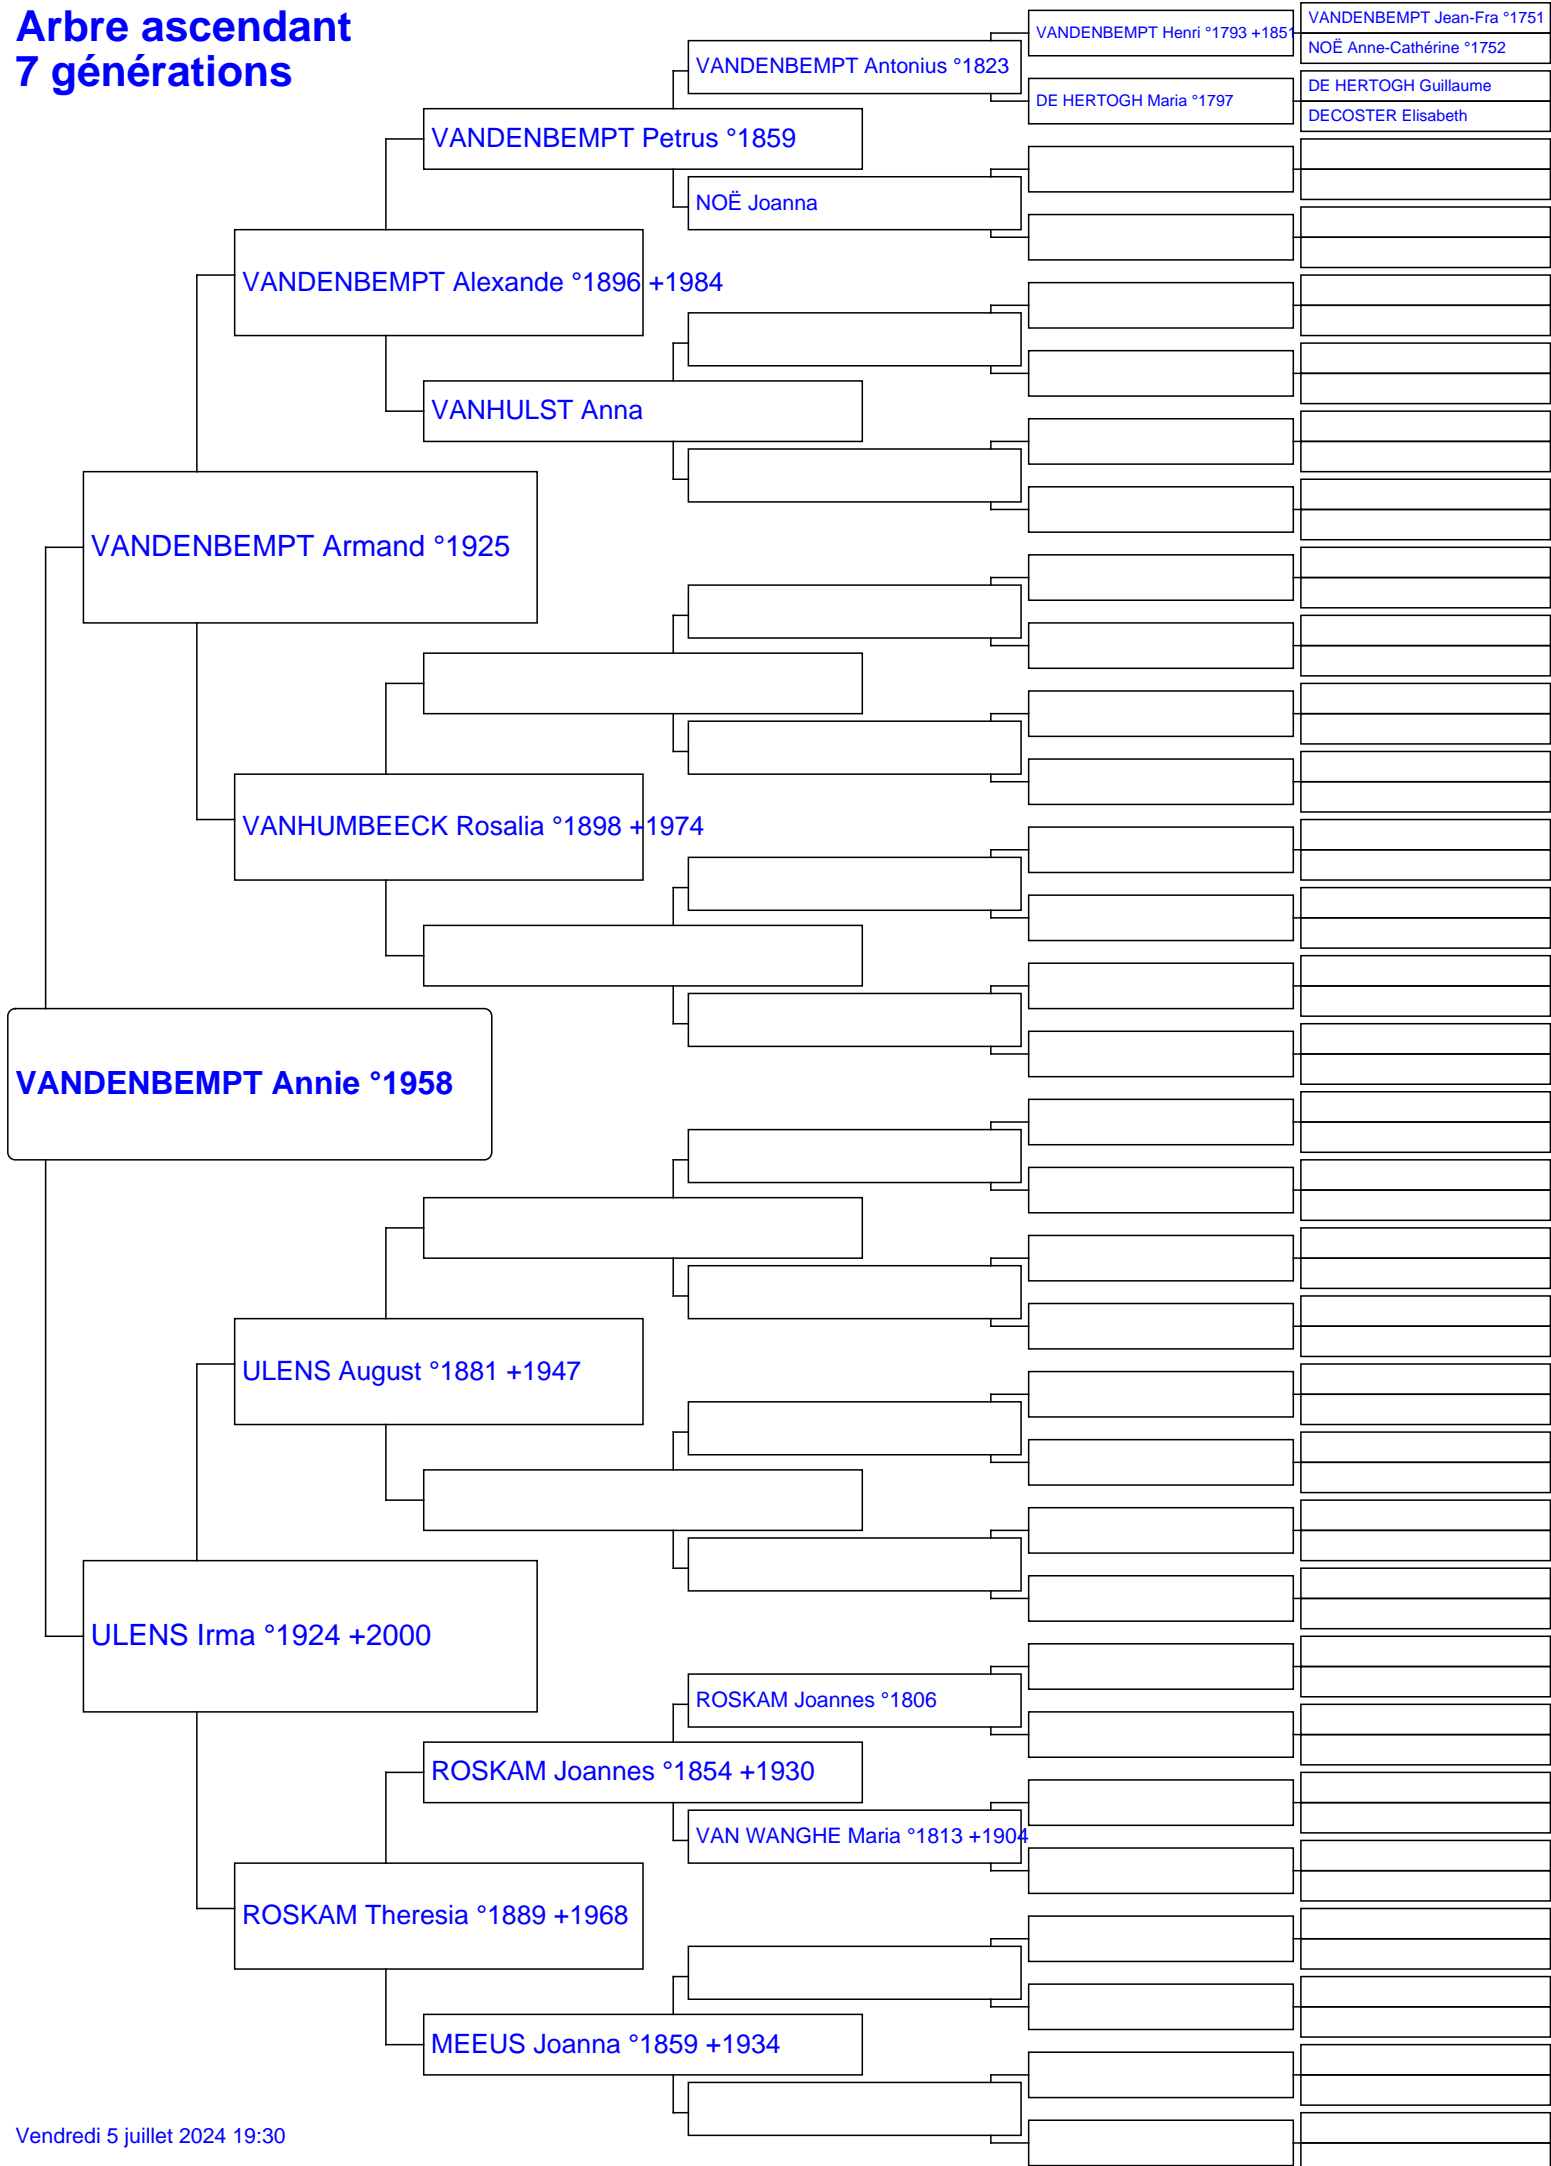 Arbre ascendant
7 générations
VANDENBEMPT Henri °1793 +1851
VANDENBEMPT Jean-Fra °1751
NOË Anne-Cathérine °1752
VANDENBEMPT Antonius °1823
DE HERTOGH Maria °1797
DE HERTOGH Guillaume
DECOSTER Elisabeth
VANDENBEMPT Petrus °1859
NOË Joanna
VANDENBEMPT Alexande °1896 +1984
VANHULST Anna
VANDENBEMPT Armand °1925
VANHUMBEECK Rosalia °1898 +1974
VANDENBEMPT Annie °1958
ULENS August °1881 +1947
ULENS Irma °1924 +2000
ROSKAM Joannes °1806
ROSKAM Joannes °1854 +1930
VAN WANGHE Maria °1813 +1904
ROSKAM Theresia °1889 +1968
MEEUS Joanna °1859 +1934
Vendredi 5 juillet 2024 19:30